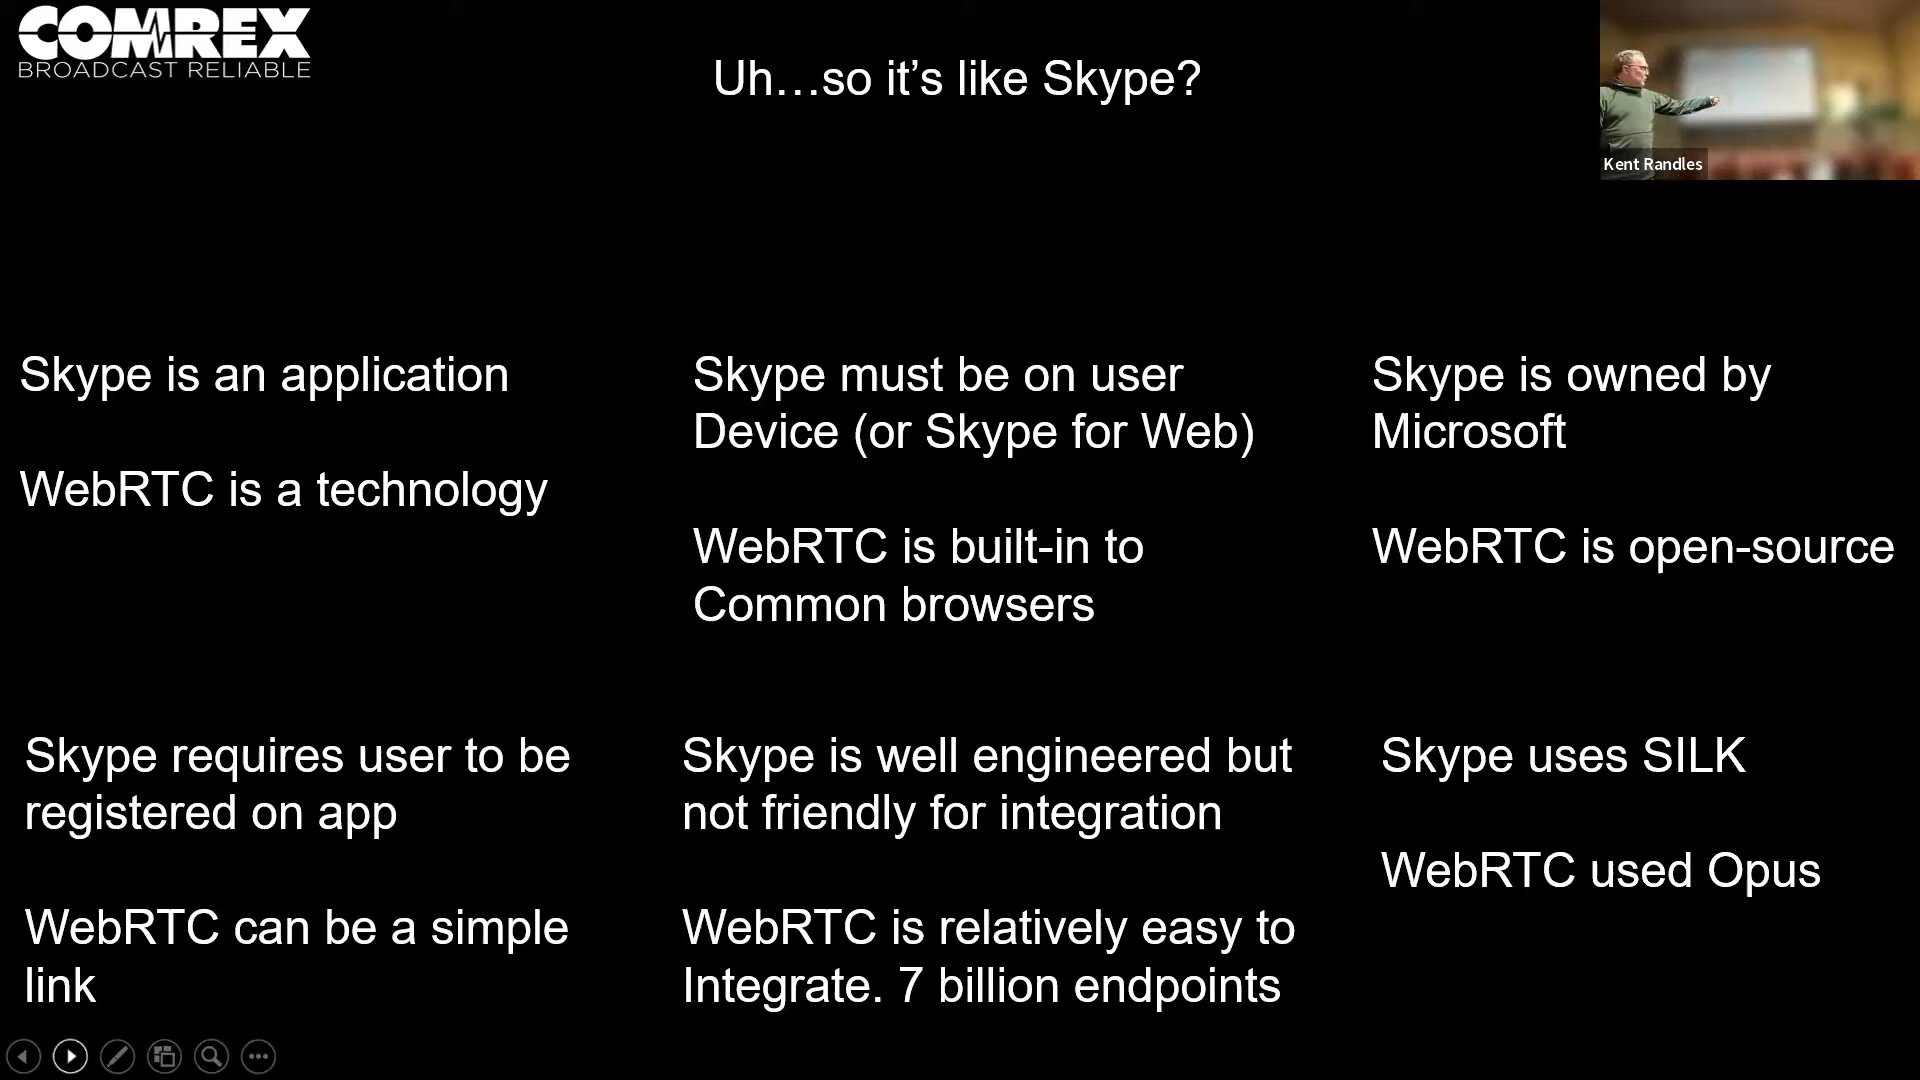 COMREX
BROADCAST RELIABLE
Uh…so it’s like Skype?
Kent Randles
Skype is an application
WebRTC is a technology
Skype must be on user
Device (or Skype for Web)
WebRTC is built-in to
Common browsers
Skype is owned by
Microsoft
WebRTC is open-source
Skype requires user to be
registered on app
WebRTC can be a simple
link
Skype is well engineered but
not friendly for integration
WebRTC is relatively easy to
Integrate. 7 billion endpoints
Skype uses SILK
WebRTC used Opus